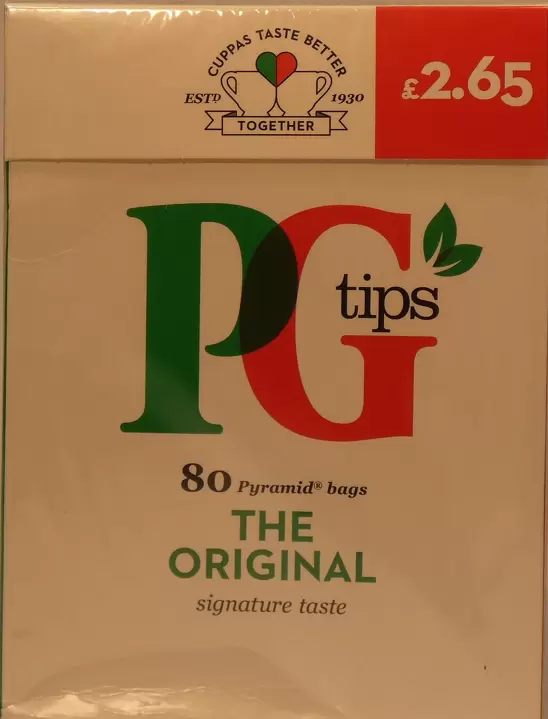 CUPPAS TASTE BETTER
ESTD 1930
TOGETHER
£2.65
PG
tips
80 Pyramid® bags
THE
ORIGINAL
signature taste